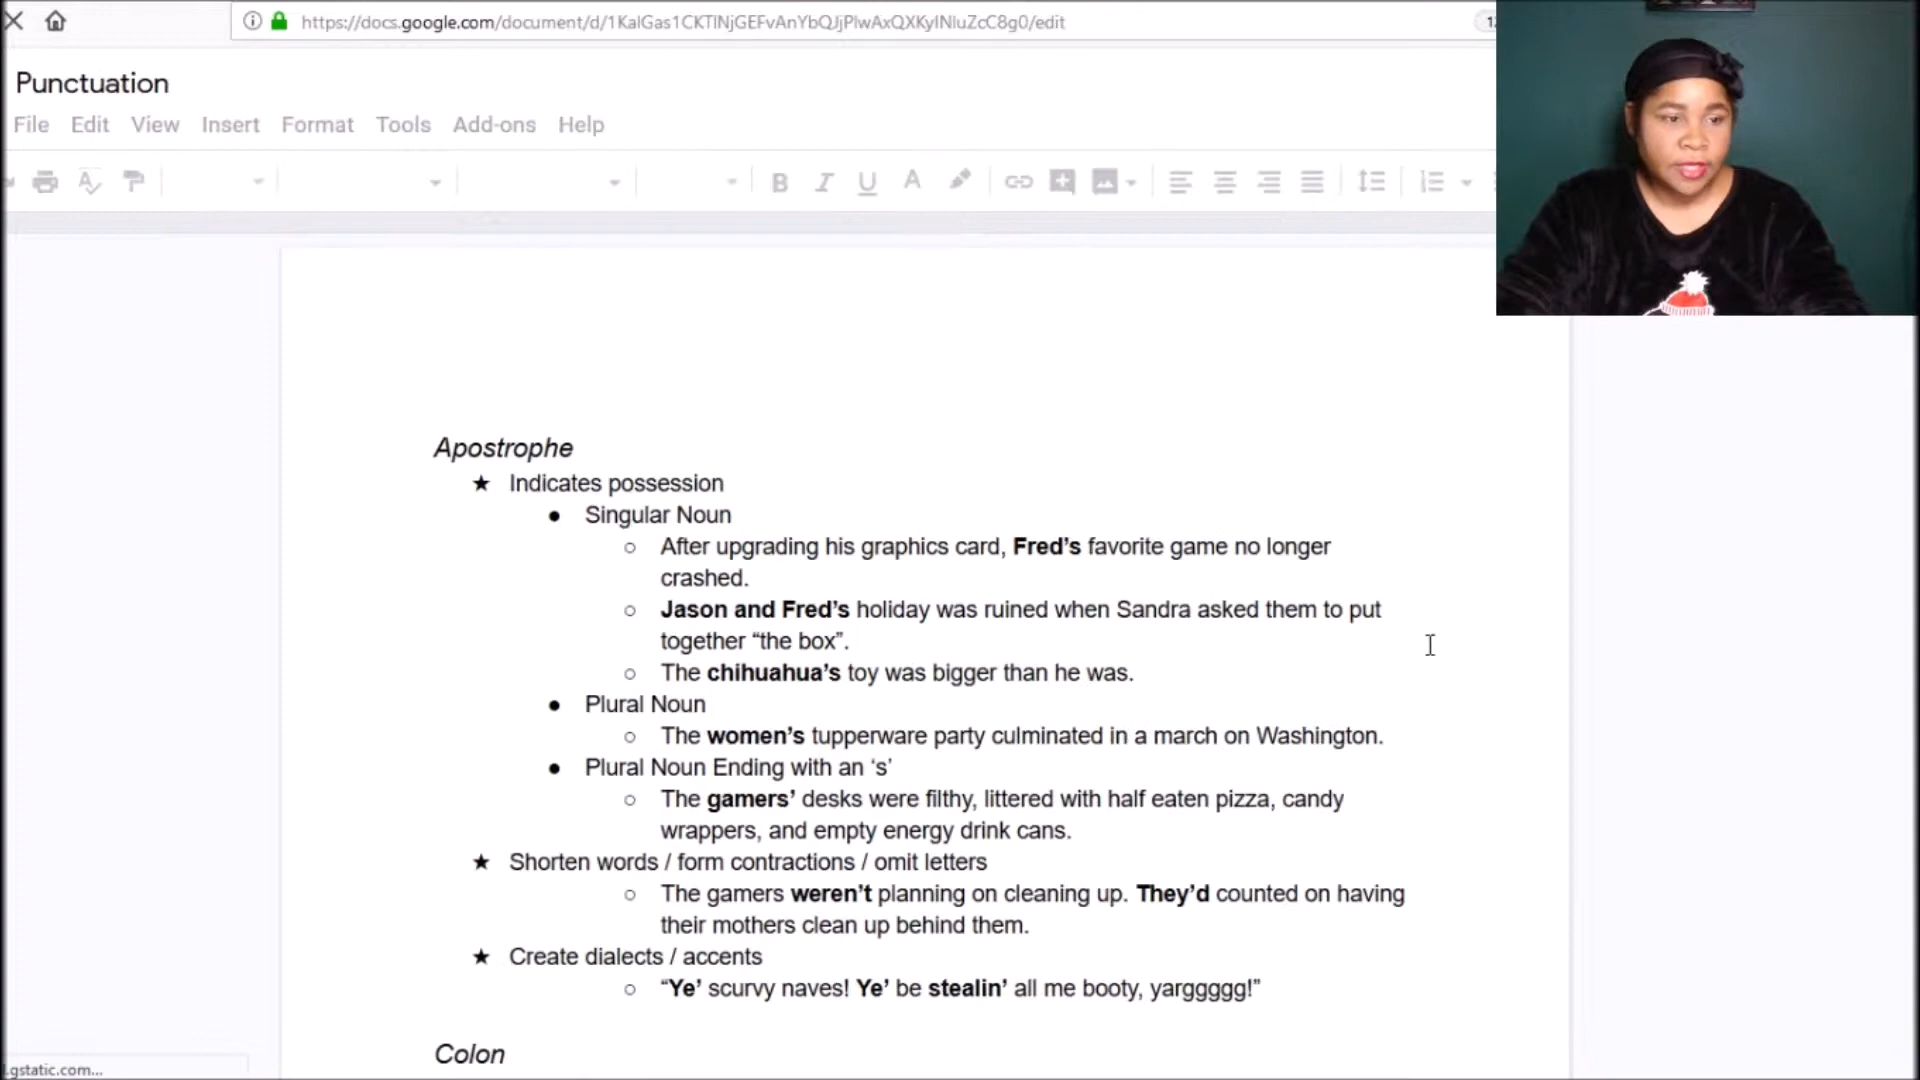 https://docs.google.com/document/d/1KalGas1CKTlNjGEFvAnYbQJjPlwAxQXKylNluZcC8g0/edit
Punctuation
File Edit View Insert Format Tools Add-ons Help
B I U A
Apostrophe
★ Indicates possession
● Singular Noun
○ After upgrading his graphics card, Fred’s favorite game no longer
crashed.
○ Jason and Fred’s holiday was ruined when Sandra asked them to put
together “the box”.
○ The chihuahua’s toy was bigger than he was.
● Plural Noun
○ The women’s tupperware party culminated in a march on Washington.
● Plural Noun Ending with an ‘s’
○ The gamers’ desks were filthy, littered with half eaten pizza, candy
wrappers, and empty energy drink cans.
★ Shorten words / form contractions / omit letters
○ The gamers weren’t planning on cleaning up. They’d counted on having
their mothers clean up behind them.
★ Create dialects / accents
○ “Ye’ scurvy naves! Ye’ be stealin’ all me booty, yarggggg!”
Colon
.gstatic.com...